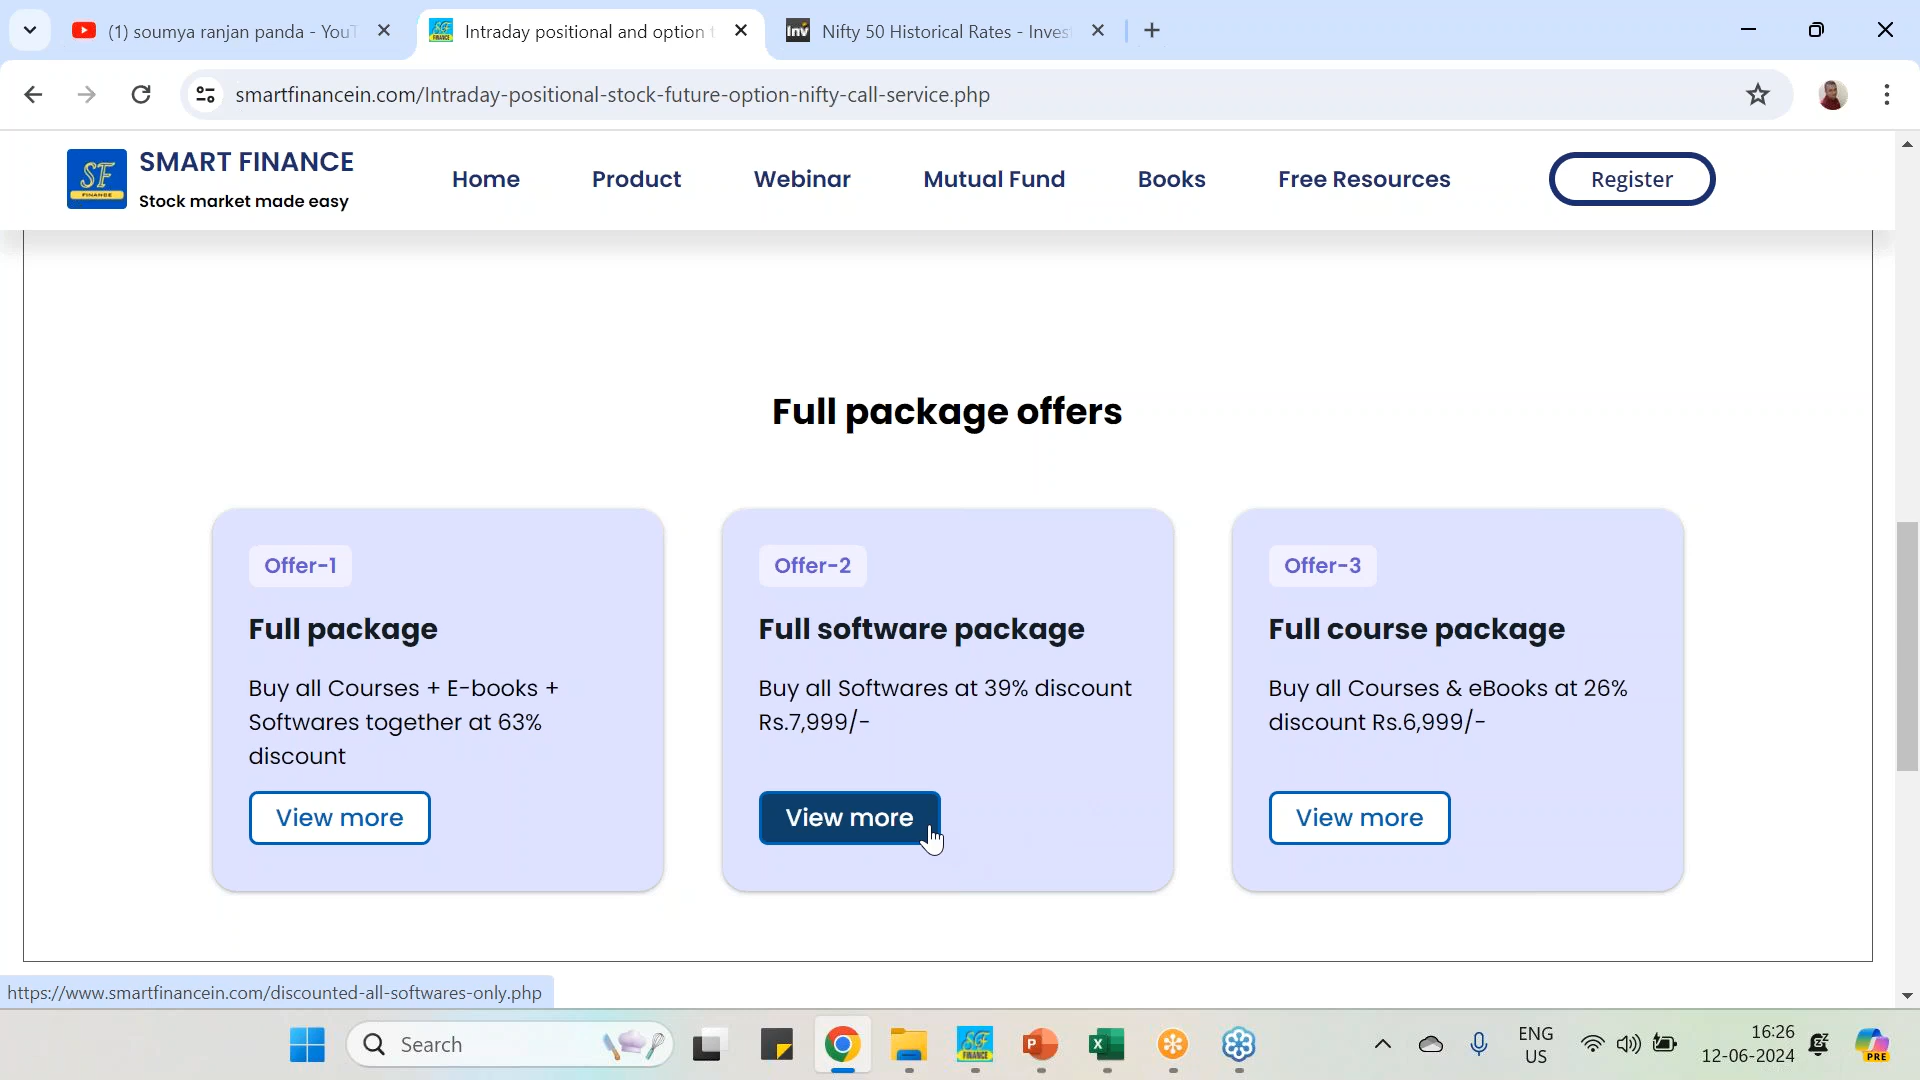 (1) soumya ranjan panda - YouT
Intraday positional and option t
Nifty 50 Historical Rates - Inves
smartfinancein.com/Intraday-positional-stock-future-option-nifty-call-service.php
SF
FINANCE
SMART FINANCE
Stock market made easy
Home
Product
Webinar
Mutual Fund
Books
Free Resources
Register
Full package offers
Offer-1
Full package
Buy all Courses + E-books +
Softwares together at 63%
discount
View more
Offer-2
Full software package
Buy all Softwares at 39% discount
Rs.7,999/-
View more
Offer-3
Full course package
Buy all Courses & eBooks at 26%
discount Rs.6,999/-
View more
https://www.smartfinancein.com/discounted-all-softwares-only.php
Search
ENG
US
16:26
12-06-2024
PRE